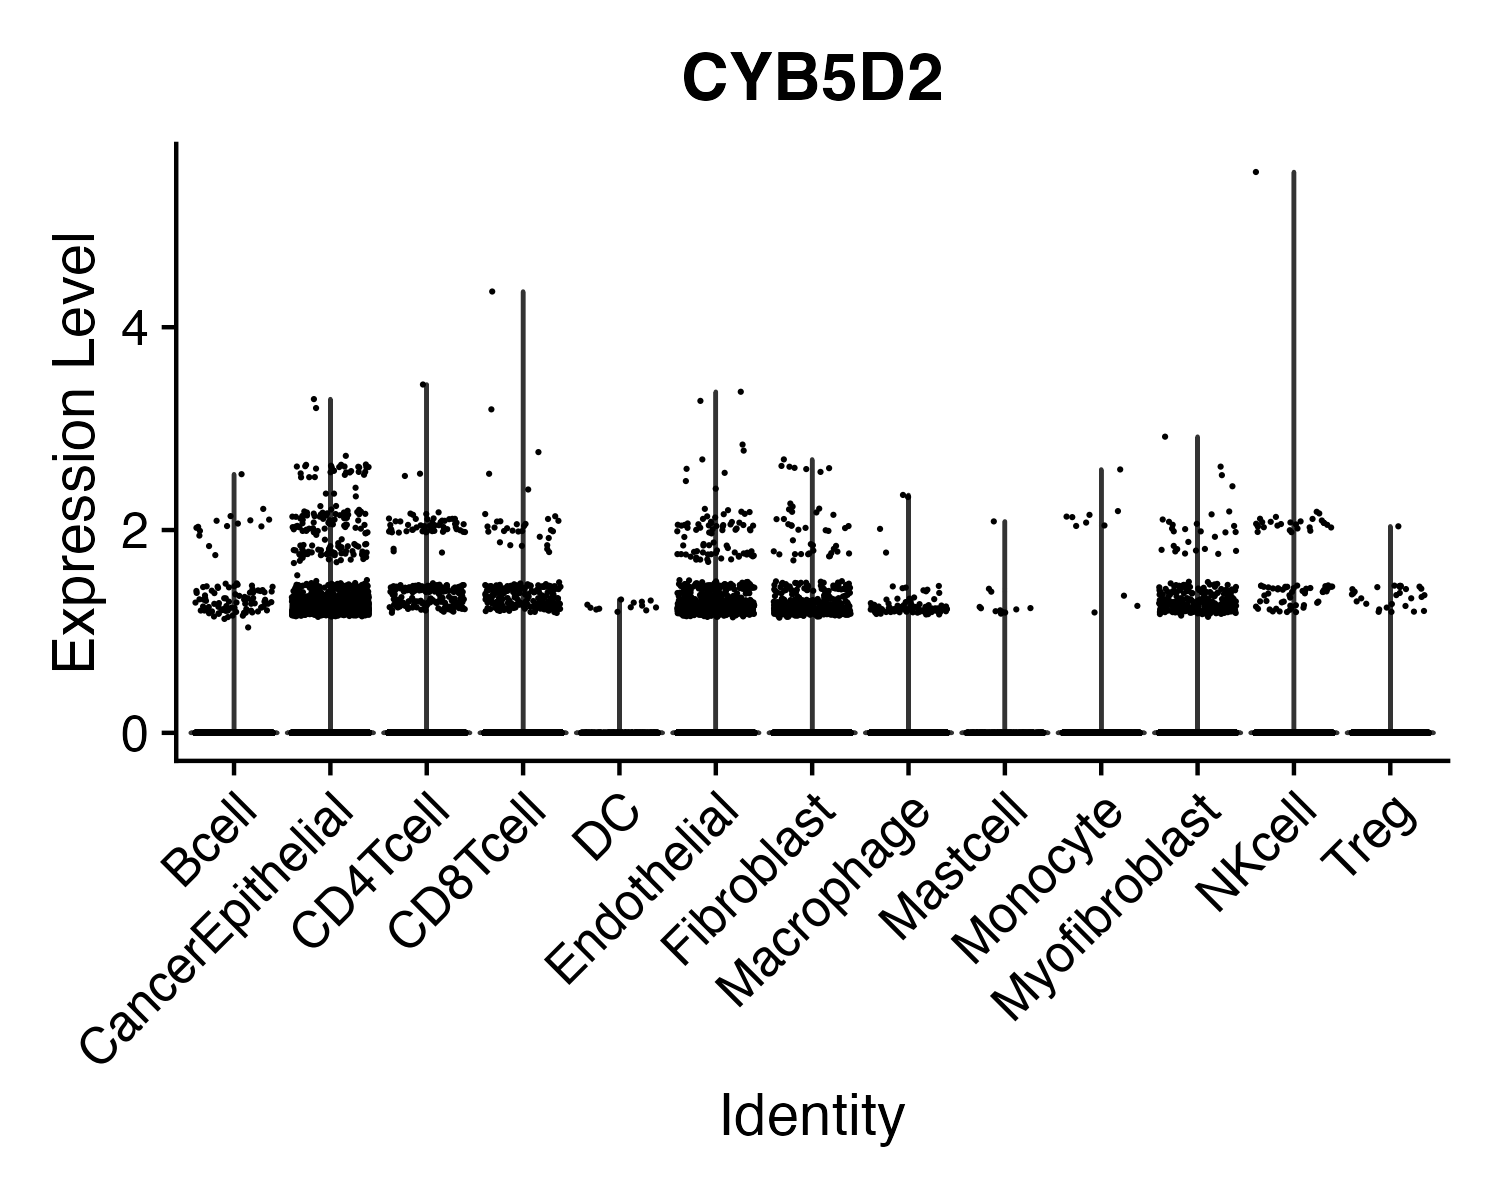 CYB5D2
Expression Level
4
2
0
Bcell
CancerEpithelial
CD4Tcell
CD8Tcell
DC
Endothelial
Fibroblast
Macrophage
Mastcell
Monocyte
Myofibroblast
NKcell
Treg
Identity